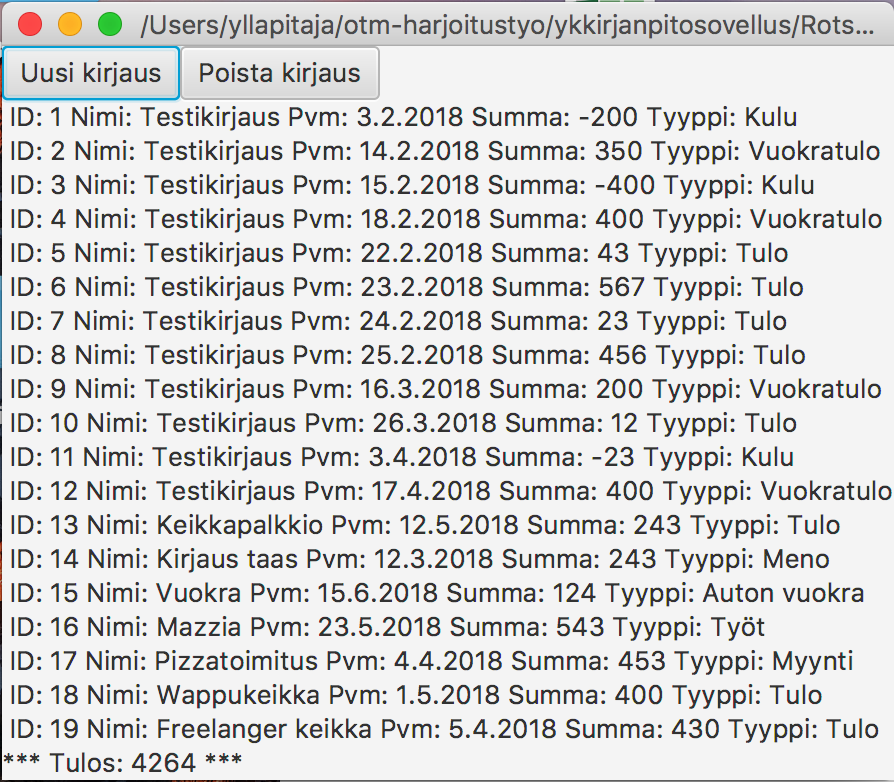 /Users/yllapitaja/otm-harjoitustyo/ykkirjanpitosovellus/Rots...
Uusi kirjaus Poista kirjaus
ID: 1 Nimi: Testikirjaus Pvm: 3.2.2018 Summa: -200 Tyyppi: Kulu
ID: 2 Nimi: Testikirjaus Pvm: 14.2.2018 Summa: 350 Tyyppi: Vuokratulo
ID: 3 Nimi: Testikirjaus Pvm: 15.2.2018 Summa: -400 Tyyppi: Kulu
ID: 4 Nimi: Testikirjaus Pvm: 18.2.2018 Summa: 400 Tyyppi: Vuokratulo
ID: 5 Nimi: Testikirjaus Pvm: 22.2.2018 Summa: 43 Tyyppi: Tulo
ID: 6 Nimi: Testikirjaus Pvm: 23.2.2018 Summa: 567 Tyyppi: Tulo
ID: 7 Nimi: Testikirjaus Pvm: 24.2.2018 Summa: 23 Tyyppi: Tulo
ID: 8 Nimi: Testikirjaus Pvm: 25.2.2018 Summa: 456 Tyyppi: Tulo
ID: 9 Nimi: Testikirjaus Pvm: 16.3.2018 Summa: 200 Tyyppi: Vuokratulo
ID: 10 Nimi: Testikirjaus Pvm: 26.3.2018 Summa: 12 Tyyppi: Tulo
ID: 11 Nimi: Testikirjaus Pvm: 3.4.2018 Summa: -23 Tyyppi: Kulu
ID: 12 Nimi: Testikirjaus Pvm: 17.4.2018 Summa: 400 Tyyppi: Vuokratulo
ID: 13 Nimi: Keikkapalkkio Pvm: 12.5.2018 Summa: 243 Tyyppi: Tulo
ID: 14 Nimi: Kirjaus taas Pvm: 12.3.2018 Summa: 243 Tyyppi: Meno
ID: 15 Nimi: Vuokra Pvm: 15.6.2018 Summa: 124 Tyyppi: Auton vuokra
ID: 16 Nimi: Mazzia Pvm: 23.5.2018 Summa: 543 Tyyppi: Työt
ID: 17 Nimi: Pizzatoimitus Pvm: 4.4.2018 Summa: 453 Tyyppi: Myynti
ID: 18 Nimi: Wappukeikka Pvm: 1.5.2018 Summa: 400 Tyyppi: Tulo
ID: 19 Nimi: Freelanger keikka Pvm: 5.4.2018 Summa: 430 Tyyppi: Tulo
*** Tulos: 4264 ***